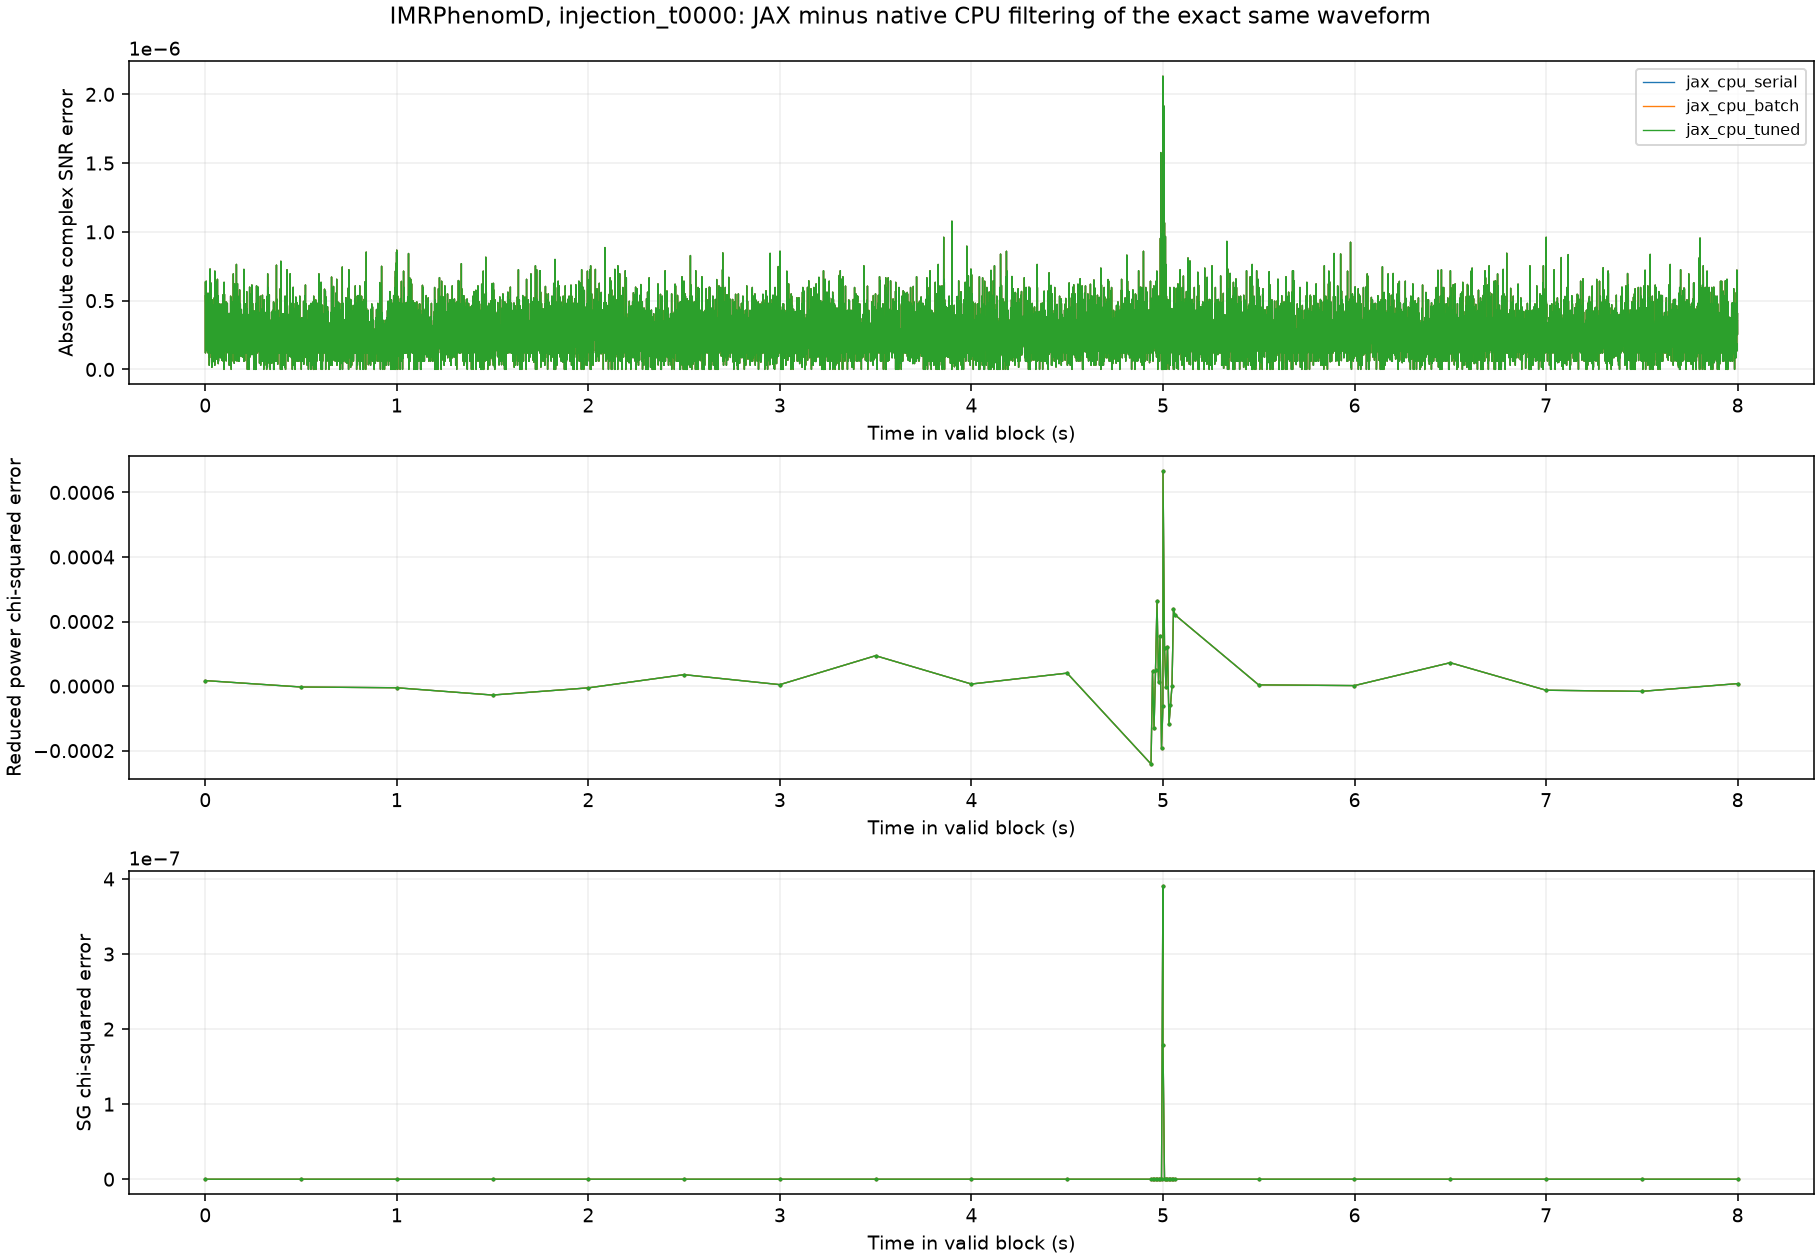 IMRPhenomD, injection_t0000: JAX minus native CPU filtering of the exact same waveform
1e−6
Absolute complex SNR error
2.0
1.5
1.0
0.5
0.0
jax_cpu_serial
jax_cpu_batch
jax_cpu_tuned
0 1 2 3 4 5 6 7 8
Time in valid block (s)
Reduced power chi-squared error
0.0006
0.0004
0.0002
0.0000
−0.0002
0 1 2 3 4 5 6 7 8
Time in valid block (s)
1e−7
SG chi-squared error
4
3
2
1
0
0 1 2 3 4 5 6 7 8
Time in valid block (s)